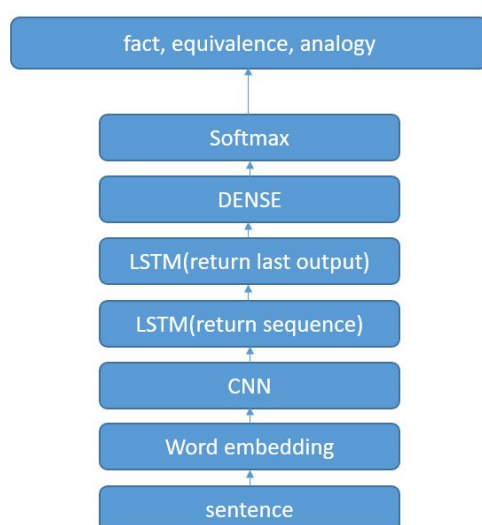 fact, equivalence, analogy
Softmax
DENSE
LSTM(return last output)
LSTM(return sequence)
CNN
Word embedding
sentence